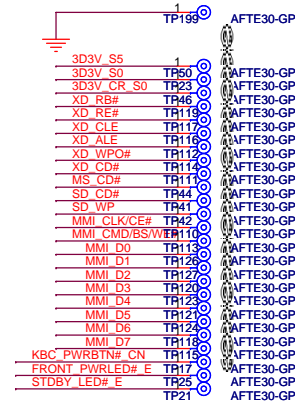 1
TP199 AFTE30-GP
3D3V_S5 1
TP50 AFTE30-GP
3D3V_S0
TP23 AFTE30-GP
3D3V_CR_S0
TP46 AFTE30-GP
XD_RB#
TP119 AFTE30-GP
XD_RE#
TP117 AFTE30-GP
XD_CLE
TP116 AFTE30-GP
XD_ALE
TP112 AFTE30-GP
XD_WPO#
TP114 AFTE30-GP
XD_CD#
TP111 AFTE30-GP
MS_CD#
TP44 AFTE30-GP
SD_CD#
TP41 AFTE30-GP
SD_WP
TP42 AFTE30-GP
MMI_CLK/CE#
TP110 AFTE30-GP
MMI_CMD/BS/WE#
TP113 AFTE30-GP
MMI_D0
TP126 AFTE30-GP
MMI_D1
TP127 AFTE30-GP
MMI_D2
TP120 AFTE30-GP
MMI_D3
TP123 AFTE30-GP
MMI_D4
TP121 AFTE30-GP
MMI_D5
TP124 AFTE30-GP
MMI_D6
TP118 AFTE30-GP
MMI_D7
TP115 AFTE30-GP
KBC_PWRBTN#_CN
TP17 AFTE30-GP
FRONT_PWRLED#_E
TP25 AFTE30-GP
STDBY_LED#_E
TP21 AFTE30-GP